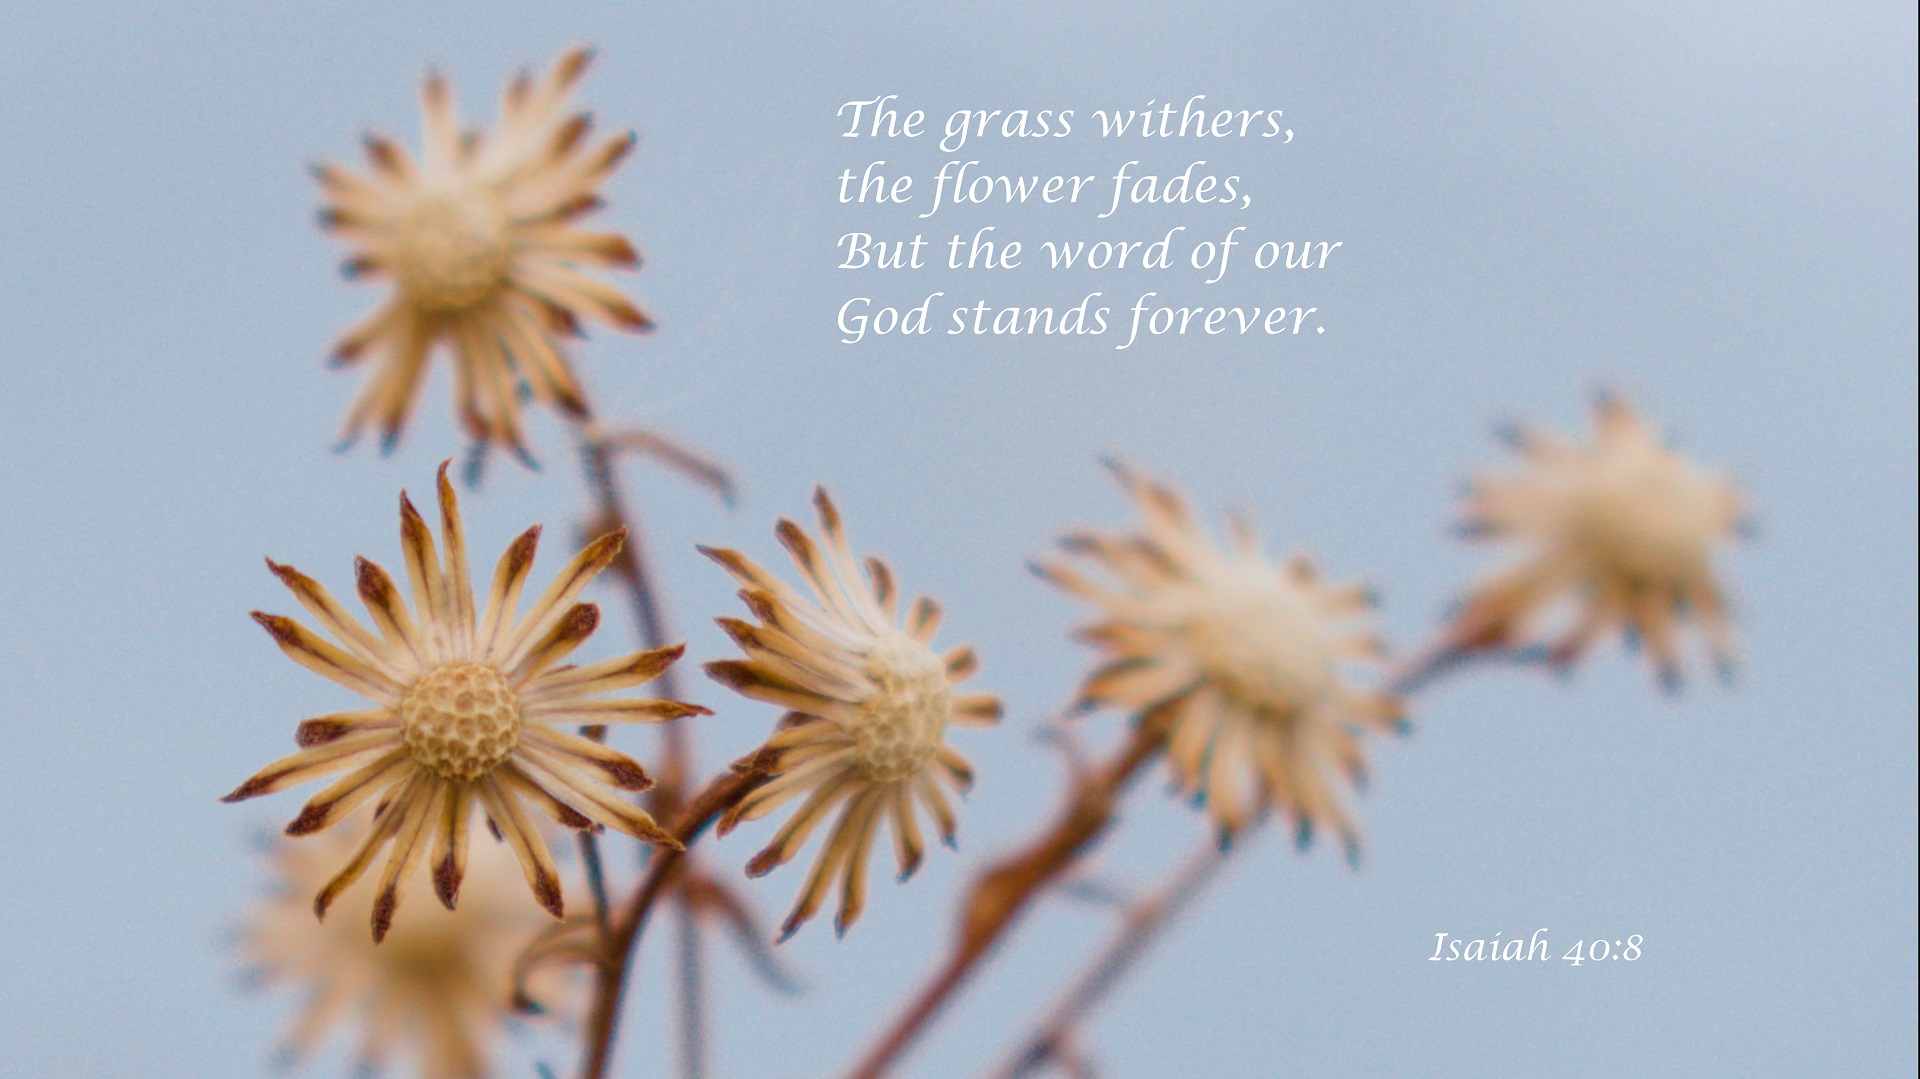 The grass withers,
the flower fades,
But the word of our
God stands forever.
Isaiah 40:8